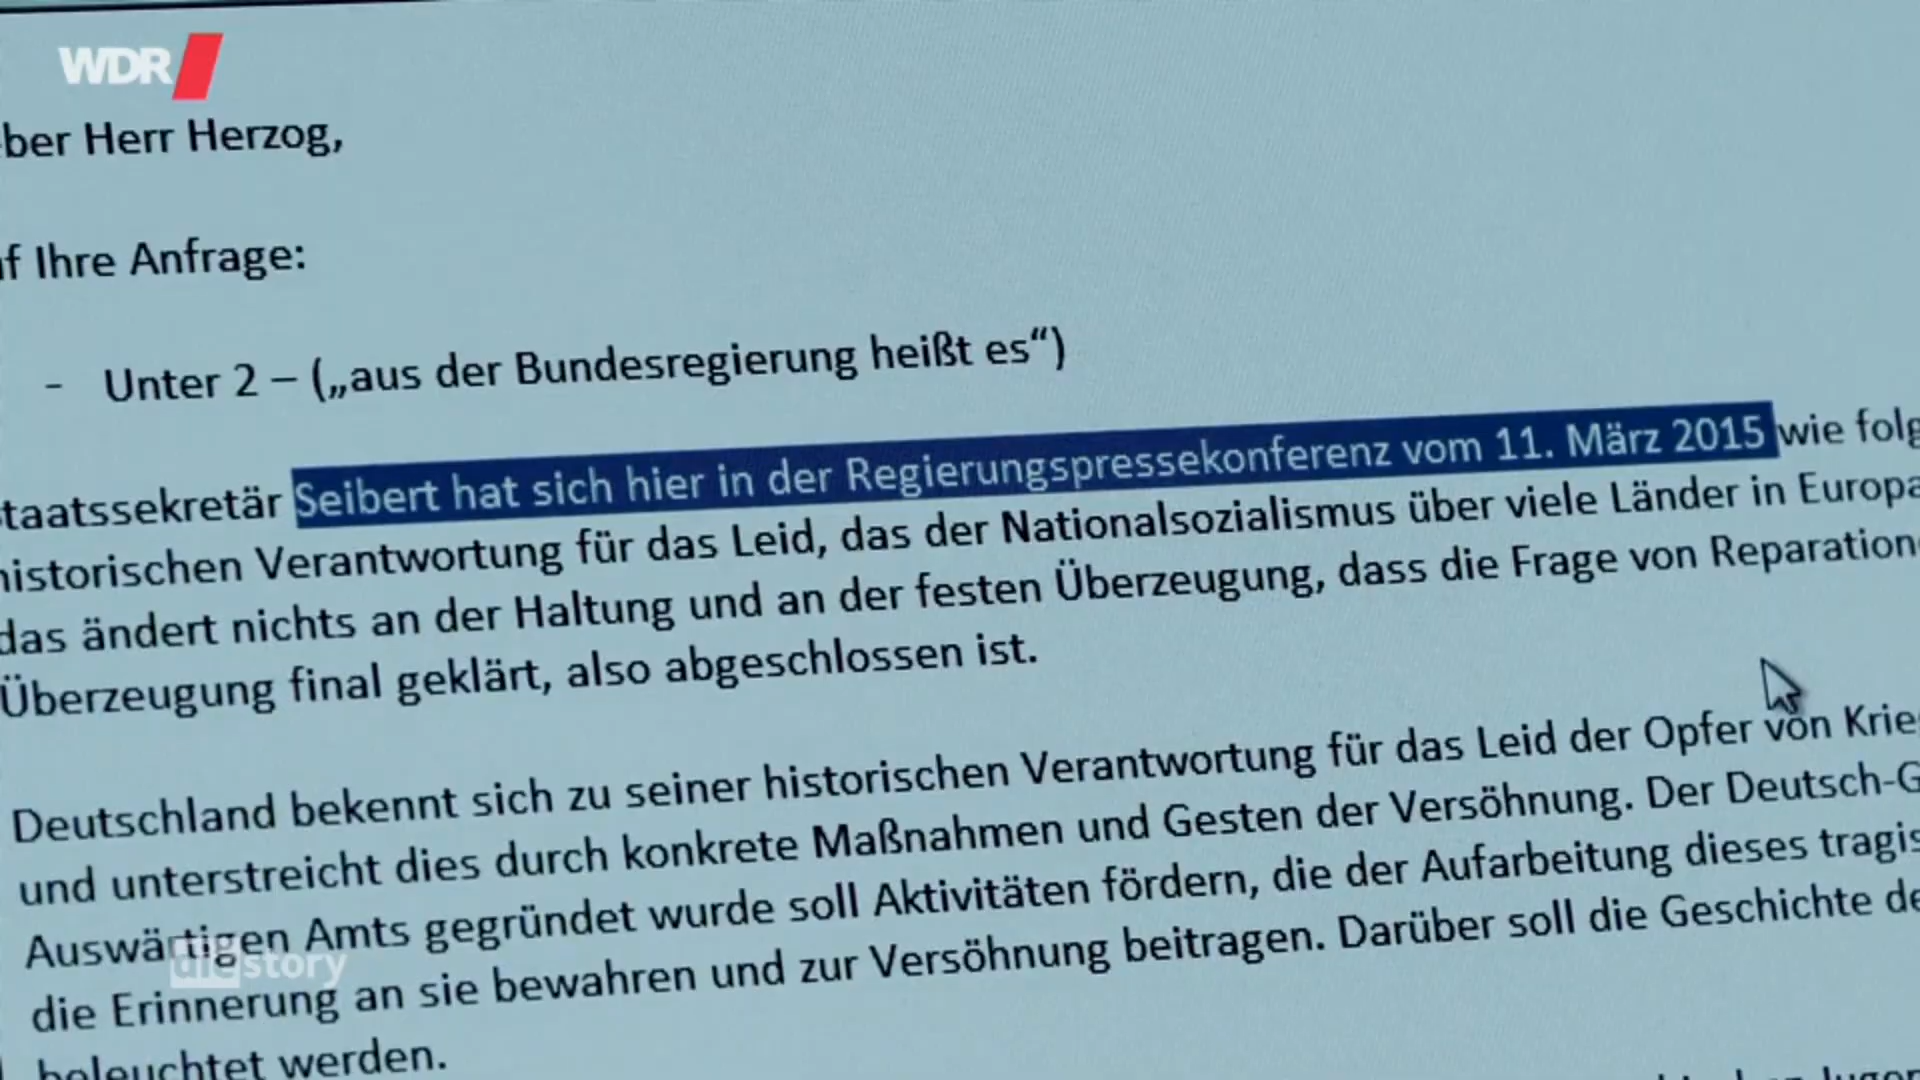 WDR
ber Herr Herzog,
f Ihre Anfrage:
- Unter 2 – („aus der Bundesregierung heißt es“)
taatssekretär Seibert hat sich hier in der Regierungspressekonferenz vom 11. März 2015 wie folg
historischen Verantwortung für das Leid, das der Nationalsozialismus über viele Länder in Europa
das ändert nichts an der Haltung und an der festen Überzeugung, dass die Frage von Reparation
Überzeugung final geklärt, also abgeschlossen ist.
Deutschland bekennt sich zu seiner historischen Verantwortung für das Leid der Opfer von Krie
und unterstreicht dies durch konkrete Maßnahmen und Gesten der Versöhnung. Der Deutsch-G
Auswärtigen Amts gegründet wurde soll Aktivitäten fördern, die der Aufarbeitung dieses tragis
die story
die Erinnerung an sie bewahren und zur Versöhnung beitragen. Darüber soll die Geschichte de
beleuchtet werden.